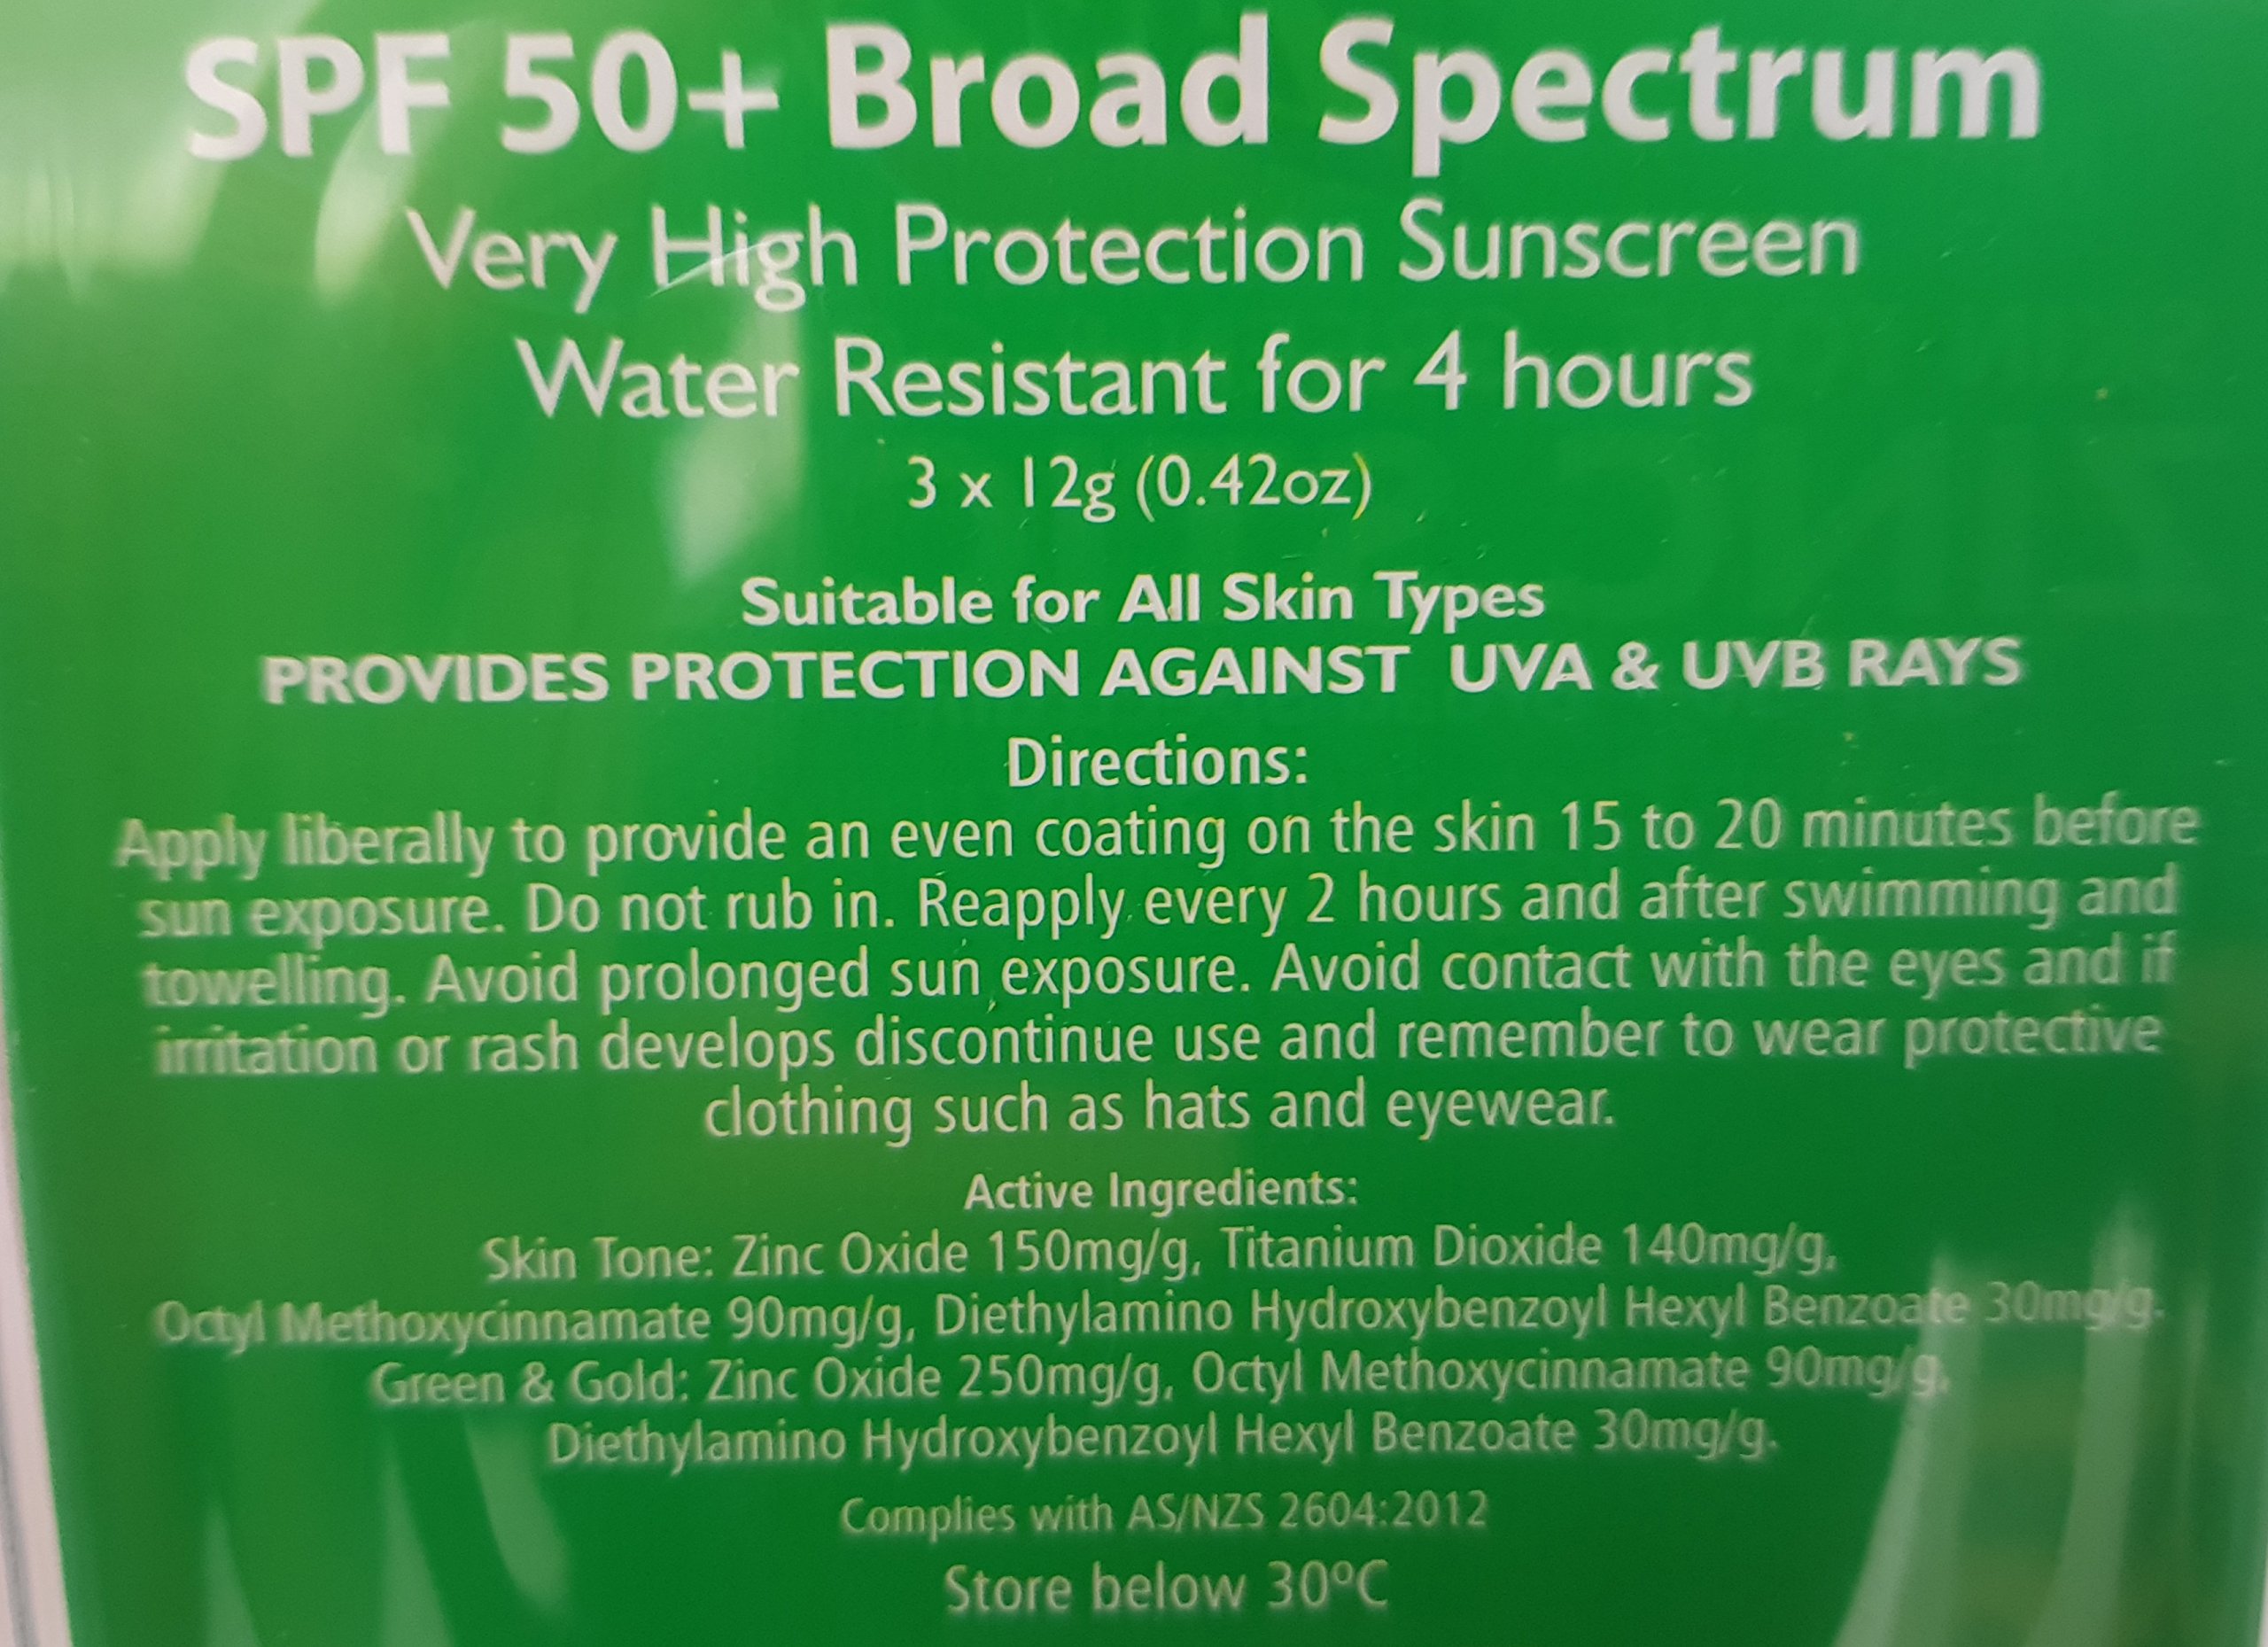 SPF 50+ Broad Spectrum
Very High Protection Sunscreen
Water Resistant for 4 hours
3 x 12g (0.42oz)
Suitable for All Skin Types
PROVIDES PROTECTION AGAINST UVA & UVB RAYS
Directions:
Apply liberally to provide an even coating on the skin 15 to 20 minutes before
sun exposure. Do not rub in. Reapply every 2 hours and after swimming and
towelling. Avoid prolonged sun exposure. Avoid contact with the eyes and if
irritation or rash develops discontinue use and remember to wear protective
clothing such as hats and eyewear.
Active Ingredients:
Skin Tone: Zinc Oxide 150mg/g, Titanium Dioxide 140mg/g,
Octyl Methoxycinnamate 90mg/g, Diethylamino Hydroxybenzoyl Hexyl Benzoate 30mg/g.
Green & Gold: Zinc Oxide 250mg/g, Octyl Methoxycinnamate 90mg/g,
Diethylamino Hydroxybenzoyl Hexyl Benzoate 30mg/g.
Complies with AS/NZS 2604:2012
Store below 30ºC